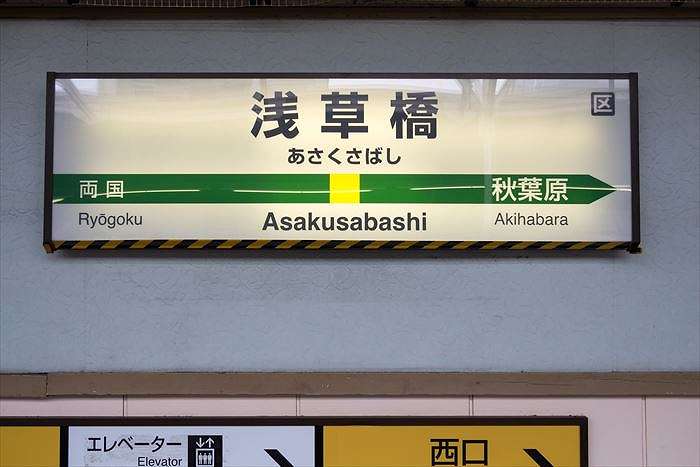 浅草橋
区
あさくさばし
両国 秋葉原
Ryōgoku Asakusabashi Akihabara
エレベーター
Elevator
西口